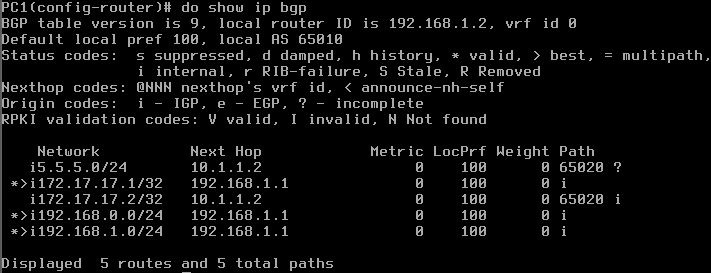 PC1(config-router)# do show ip bgp
BGP table version is 9, local router ID is 192.168.1.2, vrf id 0
Default local pref 100, local AS 65010
Status codes:  s suppressed, d damped, h history, * valid, > best, = multipath,
               i internal, r RIB-failure, S Stale, R Removed
Nexthop codes: @NNN nexthop's vrf id, < announce-nh-self
Origin codes:  i - IGP, e - EGP, ? - incomplete
RPKI validation codes: V valid, I invalid, N Not found

    Network          Next Hop            Metric LocPrf Weight Path
   i5.5.5.0/24       10.1.1.2                 0    100      0 65020 ?
 *>i172.17.17.1/32   192.168.1.1              0    100      0 i
   i172.17.17.2/32   10.1.1.2                 0    100      0 65020 i
 *>i192.168.0.0/24   192.168.1.1              0    100      0 i
 *>i192.168.1.0/24   192.168.1.1              0    100      0 i

Displayed  5 routes and 5 total paths